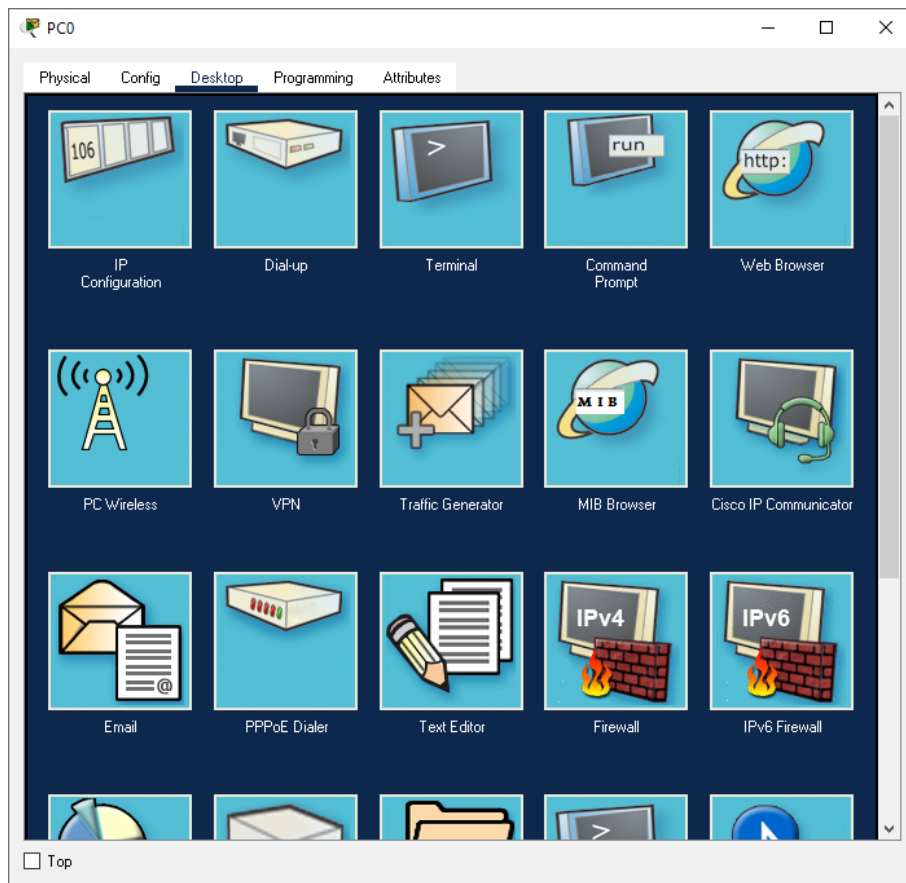 PC0
Physical Config Desktop Programming Attributes
106
>
run
http:
IP
Configuration
Dial-up
Terminal
Command
Prompt
Web Browser
MIB
PC Wireless
VPN
Traffic Generator
MIB Browser
Cisco IP Communicator
@
IPv4
IPv6
Email
PPPoE Dialer
Text Editor
Firewall
IPv6 Firewall
>
Top